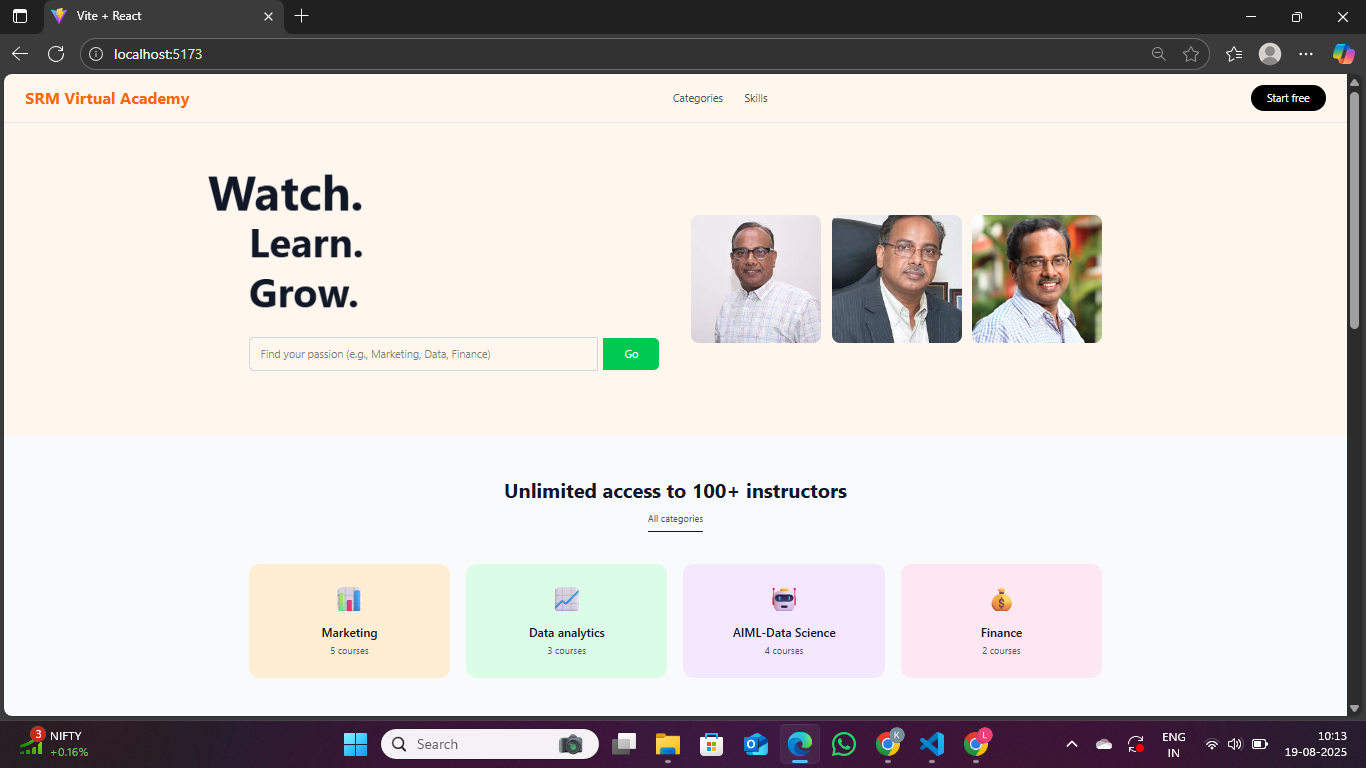 Vite + React
localhost:5173
SRM Virtual Academy
Categories
Skills
Start free
Watch.
Learn.
Grow.
Find your passion (e.g., Marketing, Data, Finance)
Go
Unlimited access to 100+ instructors
All categories
Marketing
5 courses
Data analytics
3 courses
AIML-Data Science
4 courses
Finance
2 courses
3
NIFTY
+0.16%
Search
K
L
ENG
IN
10:13
19-08-2025